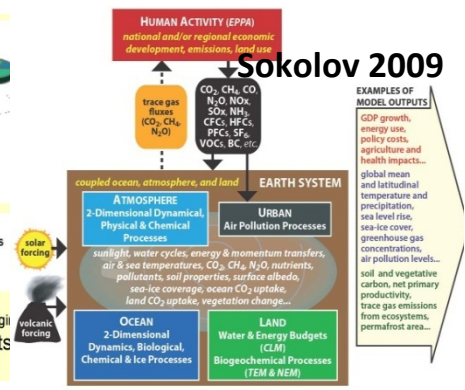 HUMAN ACTIVITY (EPPA)
national and/or regional economic
development, emissions, land use
Sokolov 2009
trace gas
fluxes
(CO₂, CH₄,
N₂O)
CO₂, CH₄, CO,
N₂O, NOx,
SOx, NH₃,
CFCs, HFCs,
PFCs, SF₆,
VOCs, BC, etc.
EXAMPLES OF
MODEL OUTPUTS
GDP growth,
energy use,
policy costs,
agriculture and
health impacts...
global mean
and latitudinal
temperature and
precipitation,
sea level rise,
sea-ice cover,
greenhouse gas
concentrations,
air pollution levels...
soil and vegetative
carbon, net primary
productivity,
trace gas emissions
from ecosystems,
permafrost area...
coupled ocean, atmosphere, and land
EARTH SYSTEM
ATMOSPHERE
2-Dimensional Dynamical,
Physical & Chemical
Processes
URBAN
Air Pollution Processes
solar
forcing
sunlight, water cycles, energy & momentum transfers,
air & sea temperatures, CO₂, CH₄, N₂O, nutrients,
pollutants, soil properties, surface albedo,
sea-ice coverage, ocean CO₂ uptake,
land CO₂ uptake, vegetation change...
volcanic
forcing
OCEAN
2-Dimensional
Dynamics, Biological,
Chemical & Ice Processes
LAND
Water & Energy Budgets
(CLM)
Biogeochemical Processes
(TEM & NEM)